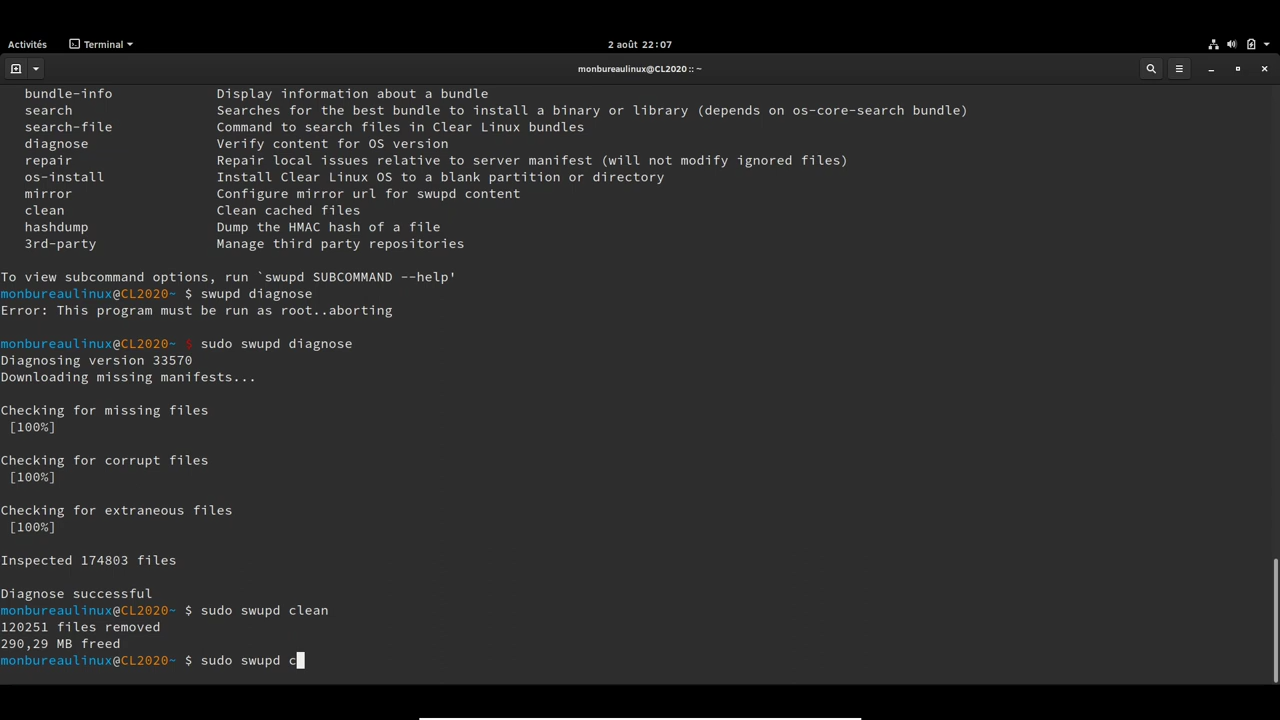 Activités Terminal 2 août 22:07
monbureaulinux@CL2020 :: ~
bundle-info Display information about a bundle
search Searches for the best bundle to install a binary or library (depends on os-core-search bundle)
search-file Command to search files in Clear Linux bundles
diagnose Verify content for OS version
repair Repair local issues relative to server manifest (will not modify ignored files)
os-install Install Clear Linux OS to a blank partition or directory
mirror Configure mirror url for swupd content
clean Clean cached files
hashdump Dump the HMAC hash of a file
3rd-party Manage third party repositories
To view subcommand options, run `swupd SUBCOMMAND --help'
monbureaulinux@CL2020~ $ swupd diagnose
Error: This program must be run as root..aborting
monbureaulinux@CL2020~ $ sudo swupd diagnose
Diagnosing version 33570
Downloading missing manifests...
Checking for missing files
[100%]
Checking for corrupt files
[100%]
Checking for extraneous files
[100%]
Inspected 174803 files
Diagnose successful
monbureaulinux@CL2020~ $ sudo swupd clean
120251 files removed
290,29 MB freed
monbureaulinux@CL2020~ $ sudo swupd c